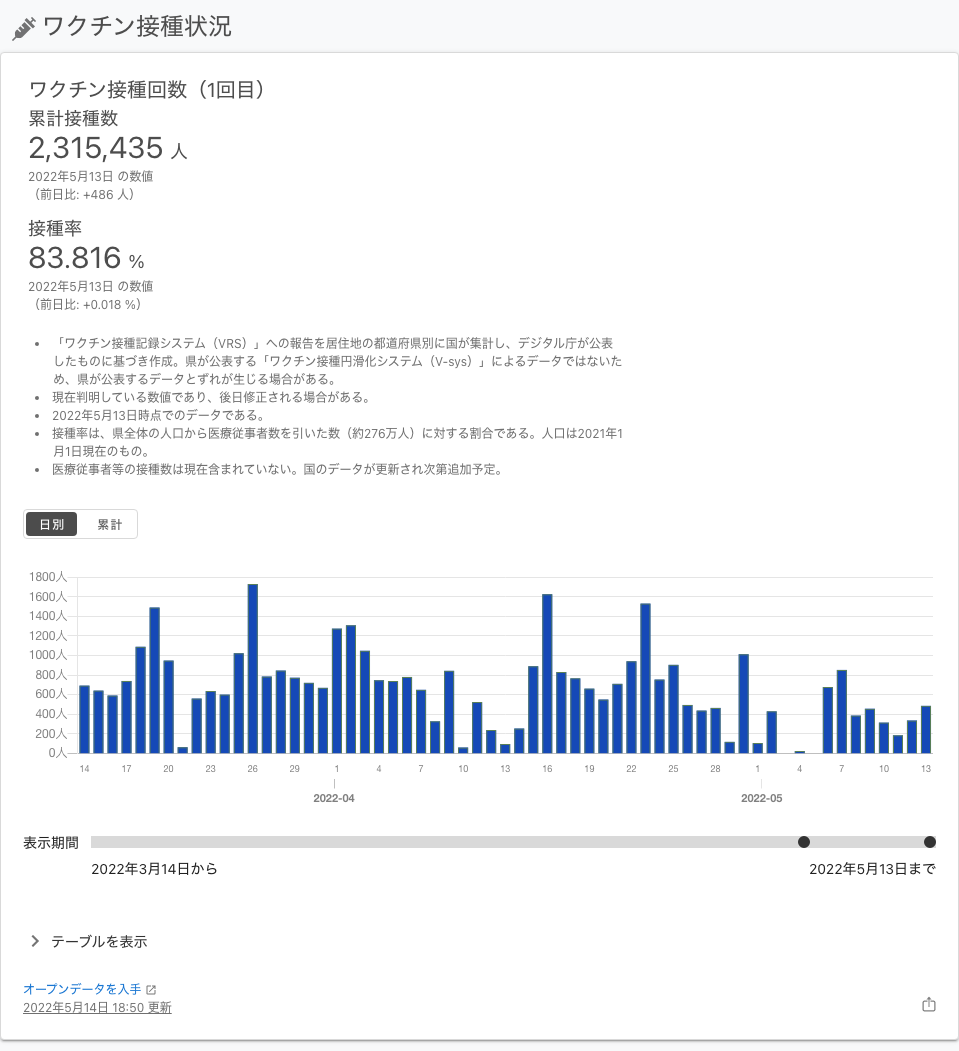 ワクチン接種状況
ワクチン接種回数（1回目）
累計接種数
2,315,435 人
2022年5月13日 の数値
（前日比: +486 人）
接種率
83.816 %
2022年5月13日 の数値
（前日比: +0.018 %）
• 「ワクチン接種記録システム（VRS）」への報告を居住地の都道府県別に国が集計し、デジタル庁が公表
したものに基づき作成。県が公表する「ワクチン接種円滑化システム（V-sys）」によるデータではないた
め、県が公表するデータとずれが生じる場合がある。
• 現在判明している数値であり、後日修正される場合がある。
• 2022年5月13日時点でのデータである。
• 接種率は、県全体の人口から医療従事者数を引いた数（約276万人）に対する割合である。人口は2021年1
月1日現在のもの。
• 医療従事者等の接種数は現在含まれていない。国のデータが更新され次第追加予定。
日別 累計
1800人
1600人
1400人
1200人
1000人
800人
600人
400人
200人
0人
14 17 20 23 26 29 1 4 7 10 13 16 19 22 25 28 1 4 7 10 13
2022-04 2022-05
表示期間
2022年3月14日から 2022年5月13日まで
テーブルを表示
オープンデータを入手
2022年5月14日 18:50 更新